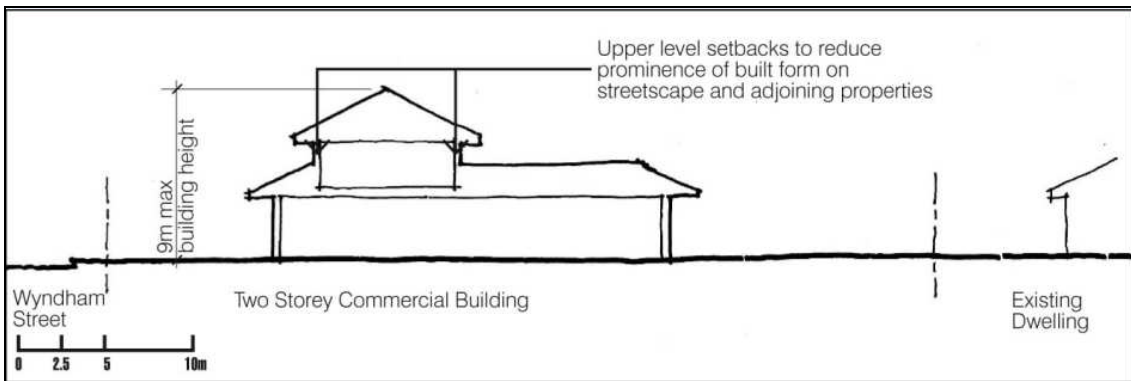 Upper level setbacks to reduce
prominence of built form on
streetscape and adjoining properties
9m max
building height
Wyndham
Street
Two Storey Commercial Building
Existing
Dwelling
0 2.5 5 10m